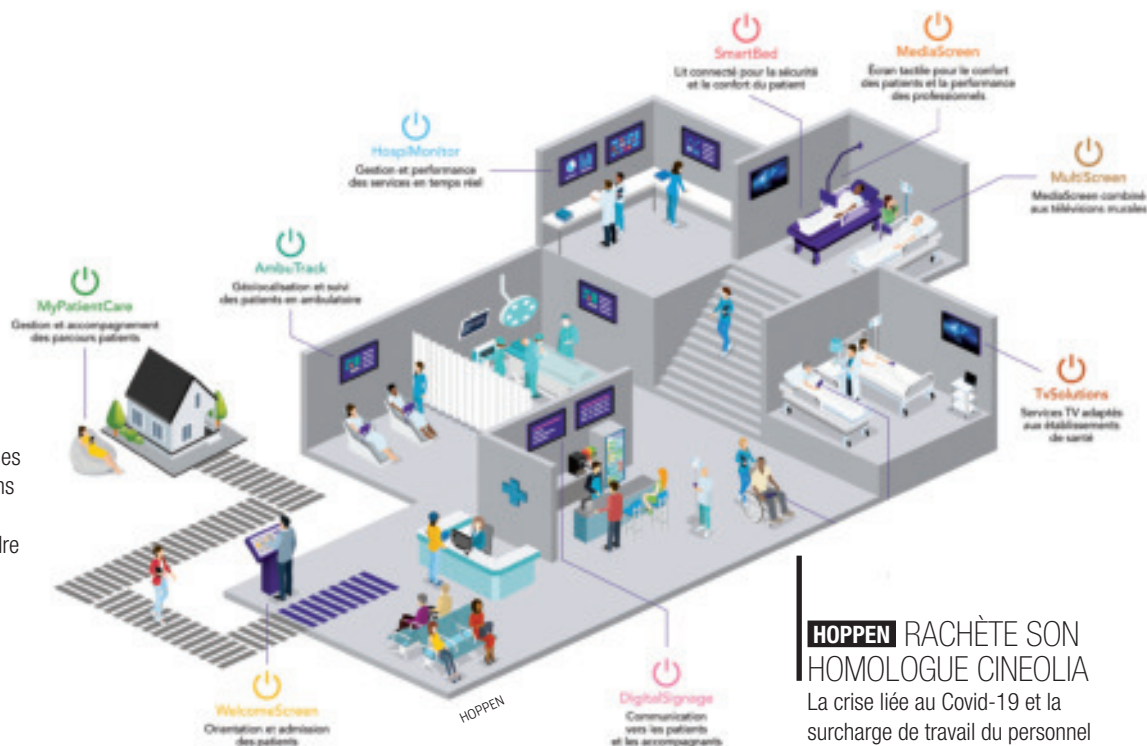 SmartBed
Lit connecté pour la sécurité
et le confort du patient
MediaScreen
Écran tactile pour le confort
des patients et la performance
des professionnels
HospiMonitor
Gestion et performance
des services en temps réel
MultiScreen
MediaScreen combiné
aux télévisions murales
AmbuTrack
Géolocalisation et suivi
des patients en ambulatoire
MyPatientCare
Gestion et accompagnement
des parcours patients
TvSolutions
Services TV adaptés
aux établissements
de santé
es
ns
dre
WelcomeScreen
Orientation et admission
des patients
HOPPEN
DigitalSignage
Communication
vers les patients
et les accompagnants
HOPPEN RACHÈTE SON
HOMOLOGUE CINEOLIA
La crise liée au Covid-19 et la
surcharge de travail du personnel